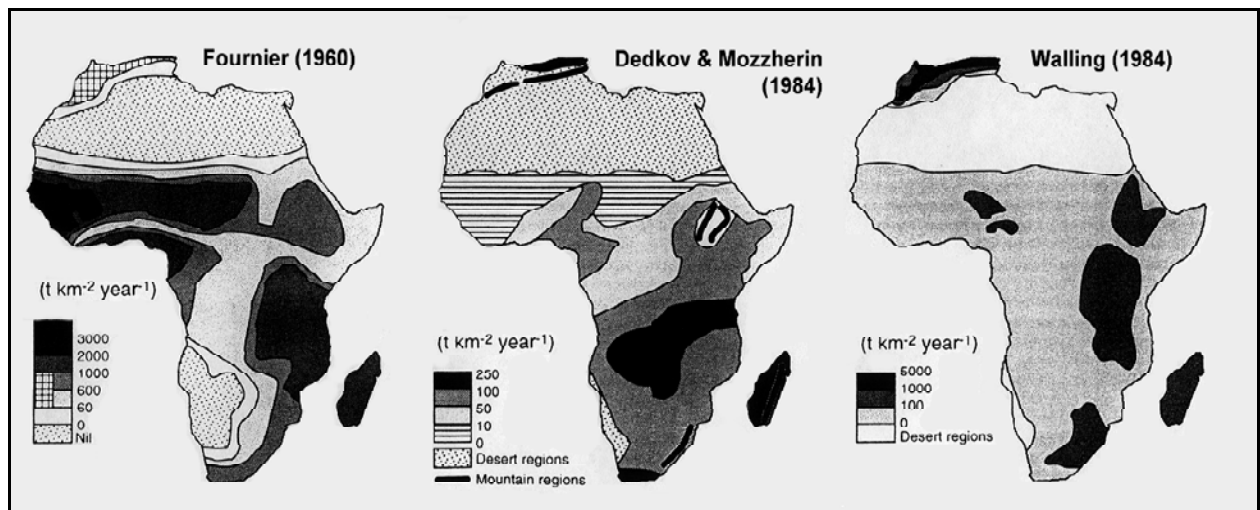 Fournier (1960)
(t km-2 year-1)
3000
2000
1000
600
60
0
Nil
Dedkov & Mozzherin
(1984)
(t km-2 year-1)
250
100
50
10
0
Desert regions
Mountain regions
Walling (1984)
(t km-2 year-1)
5000
1000
100
0
Desert regions